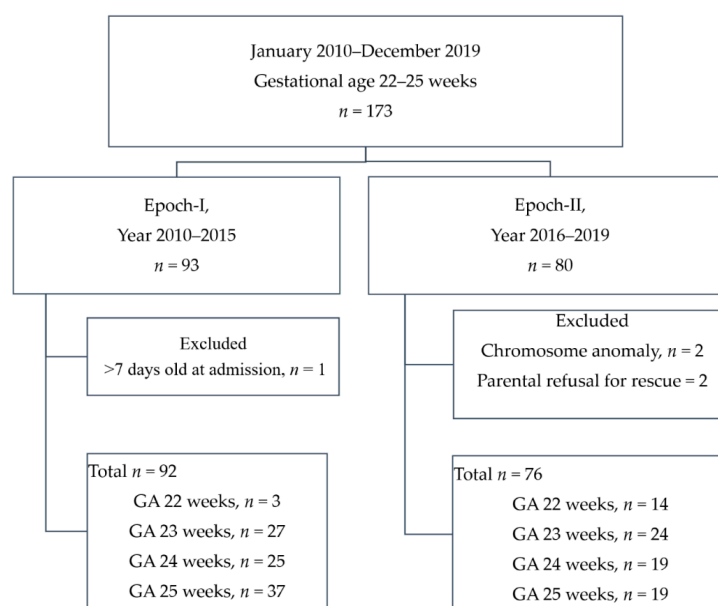 January 2010–December 2019
Gestational age 22–25 weeks
n = 173
Epoch-I,
Year 2010–2015
n = 93
Epoch-II,
Year 2016–2019
n = 80
Excluded
>7 days old at admission, n = 1
Excluded
Chromosome anomaly, n = 2
Parental refusal for rescue = 2
Total n = 92
GA 22 weeks, n = 3
GA 23 weeks, n = 27
GA 24 weeks, n = 25
GA 25 weeks, n = 37
Total n = 76
GA 22 weeks, n = 14
GA 23 weeks, n = 24
GA 24 weeks, n = 19
GA 25 weeks, n = 19